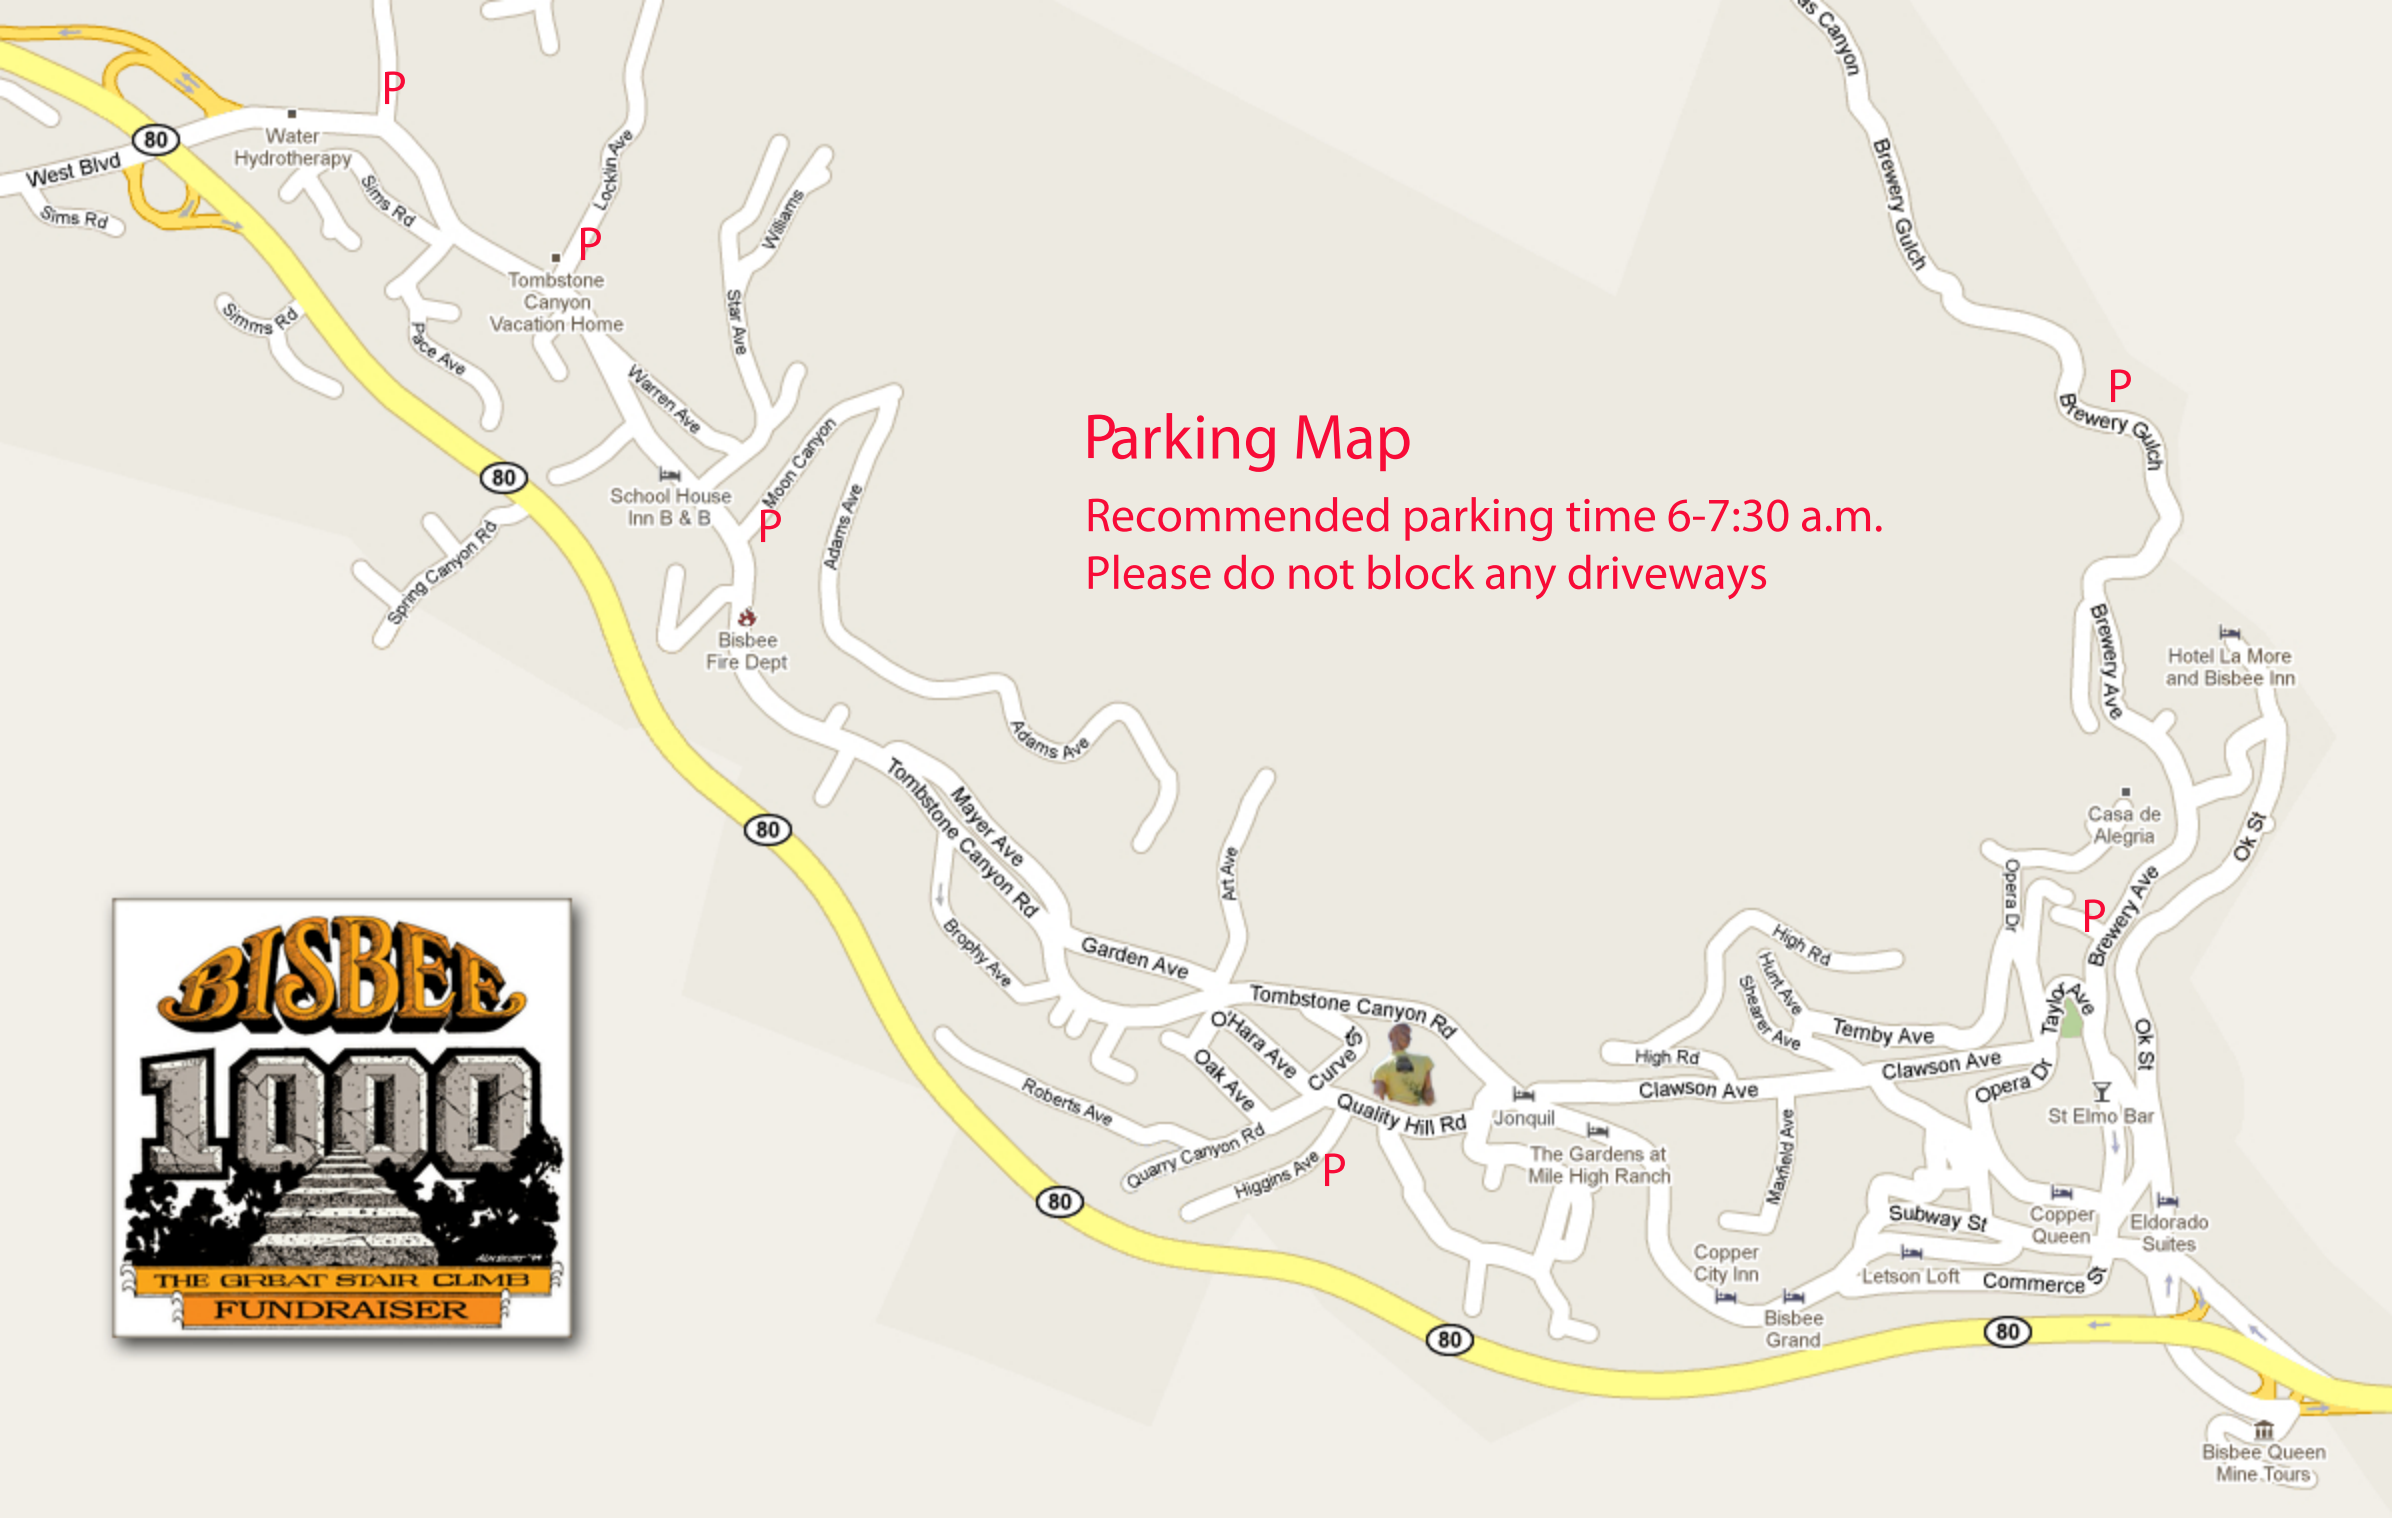 as Canyon
P
80
Water
Hydrotherapy
West Blvd
Sims Rd
Sims Rd
Lockin Ave
P
Williams
Tombstone
Canyon
Vacation Home
Simms Rd
Pace Ave
Star Ave
Warren Ave
Brewery Gulch
P
Brewery Gulch
Parking Map
Recommended parking time 6-7:30 a.m.
Please do not block any driveways
80
School House
Inn B & B
Moon Canyon
P
Adams Ave
Spring Canyon Rd
Bisbee
Fire Dept
Brewery Ave
Hotel La More
and Bisbee Inn
Adams Ave
80
Tombstone Canyon Rd
Mayer Ave
Art Ave
Casa de
Alegria
Ok St
Opera Dr
P
Brewery Ave
Brophy Ave
Garden Ave
High Rd
Hunt Ave
Shearer Ave
Tombstone Canyon Rd
O'Hara Ave
Curve St
Oak Ave
Temby Ave
Taylor Ave
Ok St
High Rd
Clawson Ave
Clawson Ave
Opera Dr
Roberts Ave
Quality Hill Rd
Jonquil
St Elmo Bar
Quarry Canyon Rd
Higgins Ave
P
The Gardens at
Mile High Ranch
Maxfield Ave
80
Subway St
Copper
Queen
Eldorado
Suites
Copper
City Inn
Letson Loft
Commerce St
Bisbee
Grand
80
80
Bisbee Queen
Mine Tours
BISBEE
1000
THE GREAT STAIR CLIMB
FUNDRAISER